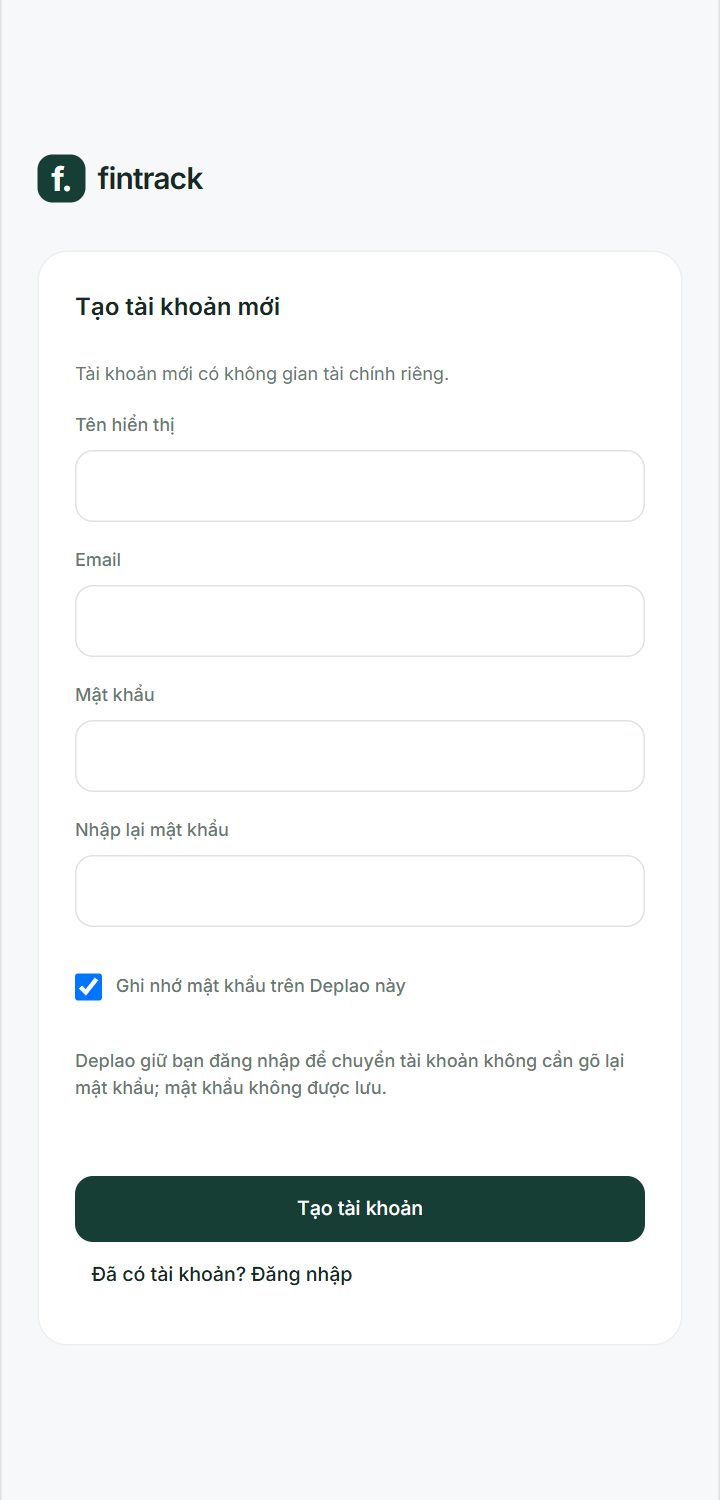 f. fintrack
Tạo tài khoản mới
Tài khoản mới có không gian tài chính riêng.
Tên hiển thị
Email
Mật khẩu
Nhập lại mật khẩu
Ghi nhớ mật khẩu trên Deplao này
Deplao giữ bạn đăng nhập để chuyển tài khoản không cần gõ lại
mật khẩu; mật khẩu không được lưu.
Tạo tài khoản
Đã có tài khoản? Đăng nhập